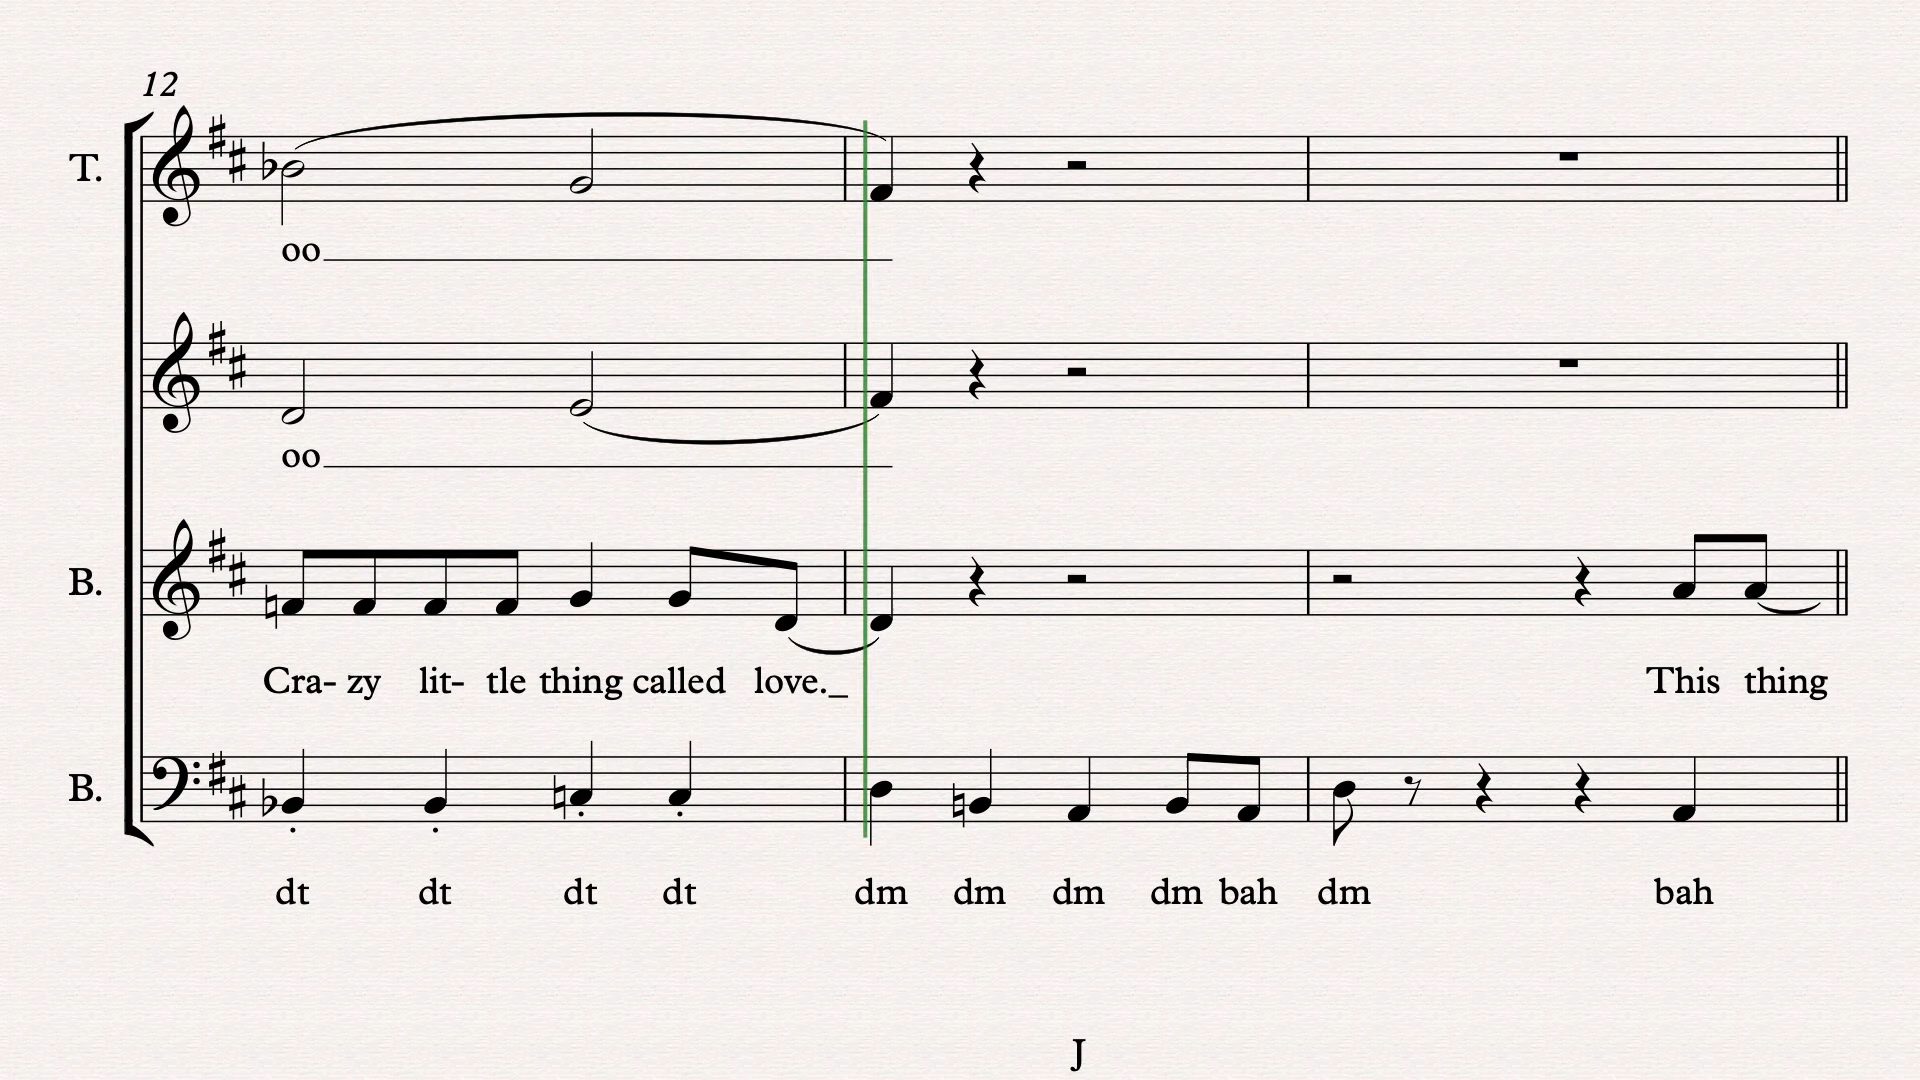 12
T.
oo
oo
B.
Cra- zy lit- tle thing called love._ This thing
B.
dt dt dt dt dm dm dm dm bah dm bah
J